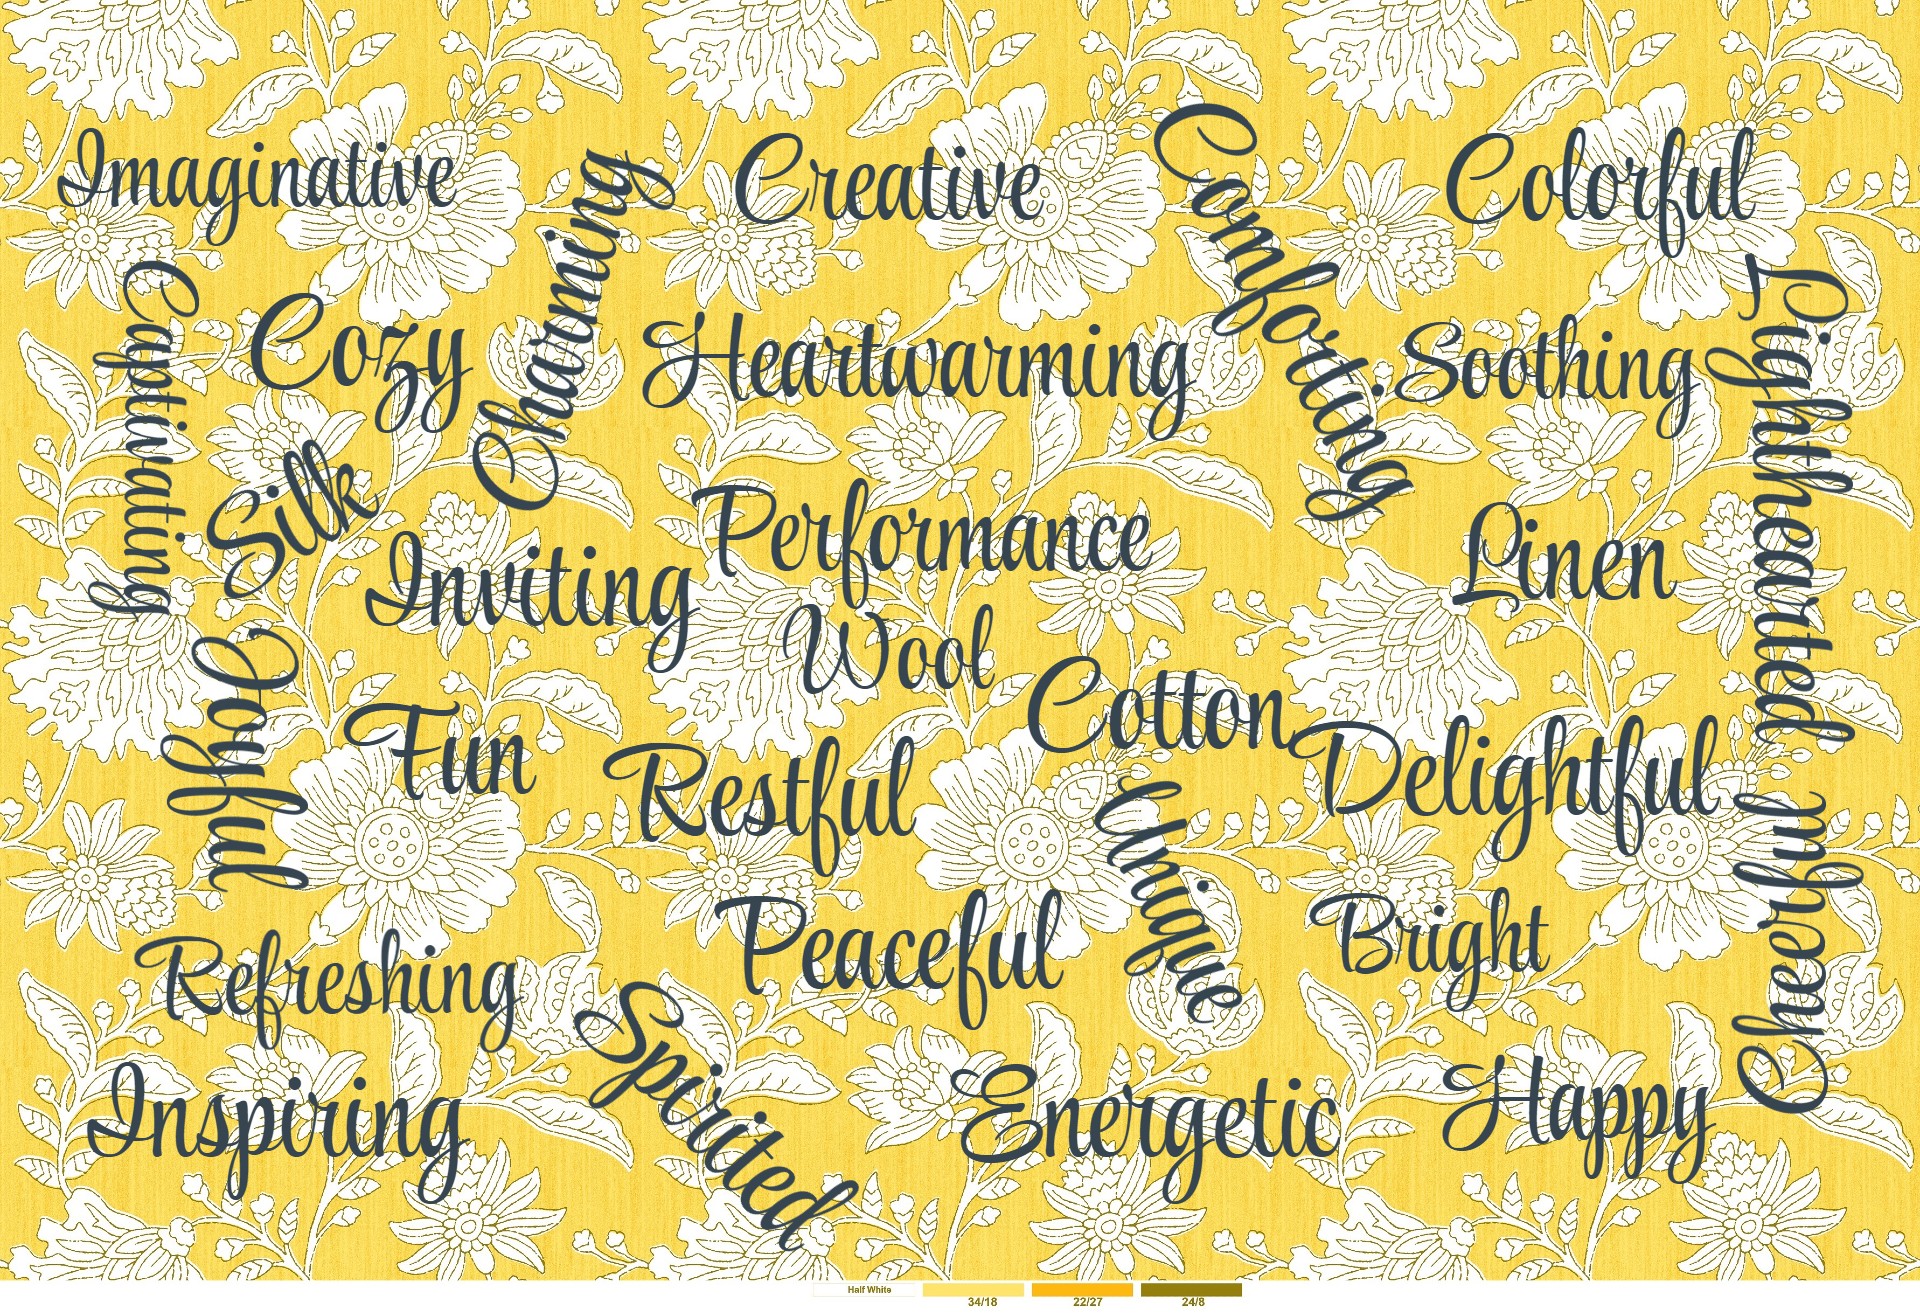 Imaginative
Charming
Creative
Comforting
Colorful
Captivating
Cozy
Heartwarming
Soothing
Lighthearted
Silk
Inviting
Performance
Linen
Wool
Joyful
Fun
Restful
Cotton
Delightful
Unique
Cheerful
Peaceful
Bright
Refreshing
Spirited
Inspiring
Energetic
Happy
Half White
34/18
22/27
24/8